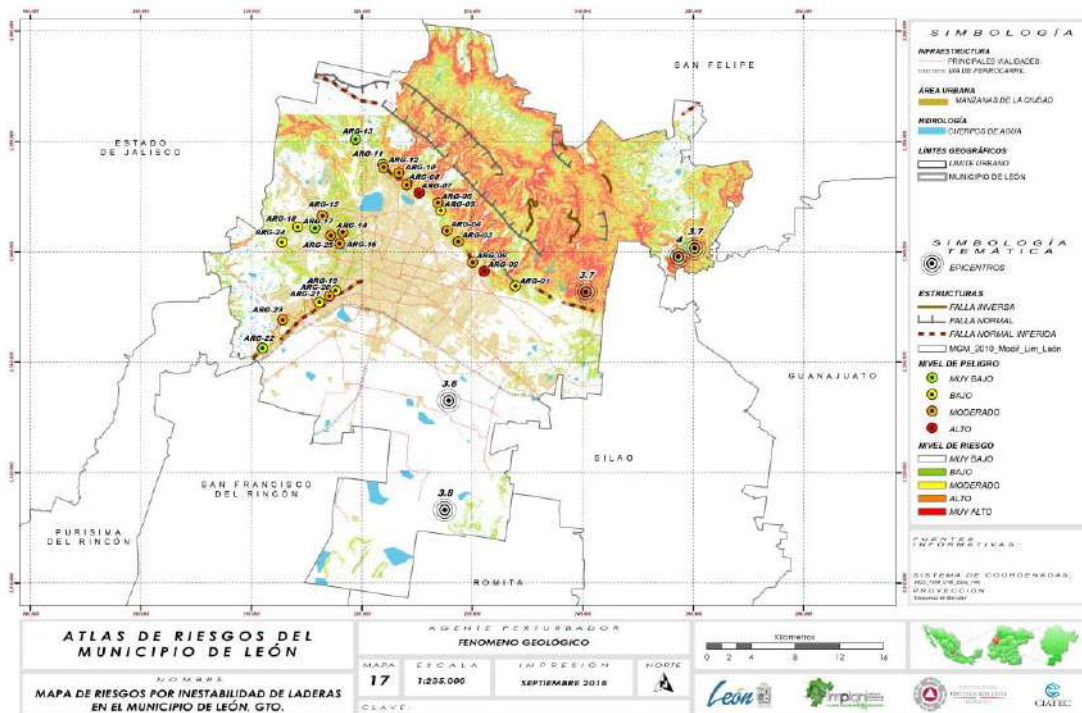 SAN FELIPE
ESTADO
DE JALISCO
ARG-13
ARG-11
ARG-12
ARG-10
ARG-08
ARG-07
ARG-06
ARG-05
ARG-04
ARG-03
ARG-15
ARG-18
ARG-17
ARG-14
ARG-24
ARG-25
ARG-16
ARG-09
ARG-02
ARG-01
ARG-19
ARG-20
ARG-21
ARG-23
ARG-22
3.7
4
3.7
3.6
3.8
GUANAJUATO
SILAO
SAN FRANCISCO
DEL RINCÓN
PURISIMA
DEL RINCÓN
ROMITA
SIMBOLOGÍA
INFRAESTRUCTURA
PRINCIPALES VIALIDADES
VIA DE FERROCARRIL
ÁREA URBANA
MANZANAS DE LA CIUDAD
HIDROLOGÍA
CUERPOS DE AGUA
LÍMITES GEOGRÁFICOS
LÍMITE URBANO
MUNICIPIO DE LEÓN
SIMBOLOGÍA
TEMÁTICA
EPICENTROS
ESTRUCTURAS
FALLA INVERSA
FALLA NORMAL
FALLA NORMAL INFERIDA
MGM_2010_Modif_Lim_León
NIVEL DE PELIGRO
MUY BAJO
BAJO
MODERADO
ALTO
NIVEL DE RIESGO
MUY BAJO
BAJO
MODERADO
ALTO
MUY ALTO
FUENTES
INFORMATIVAS:
SISTEMA DE COORDENADAS:
PROYECCIÓN
ATLAS DE RIESGOS DEL
MUNICIPIO DE LEÓN
NOMBRE
MAPA DE RIESGOS POR INESTABILIDAD DE LADERAS
EN EL MUNICIPIO DE LEÓN, GTO.
AGENTE PERTURBADOR
FENOMENO GEOLÓGICO
MAPA
17
ESCALA
1:235,000
IMPRESIÓN
SEPTIEMBRE 2018
NORTE
CLAVE:
Kilometros
0 2 4 8 12 16
León
implan
CIATEC